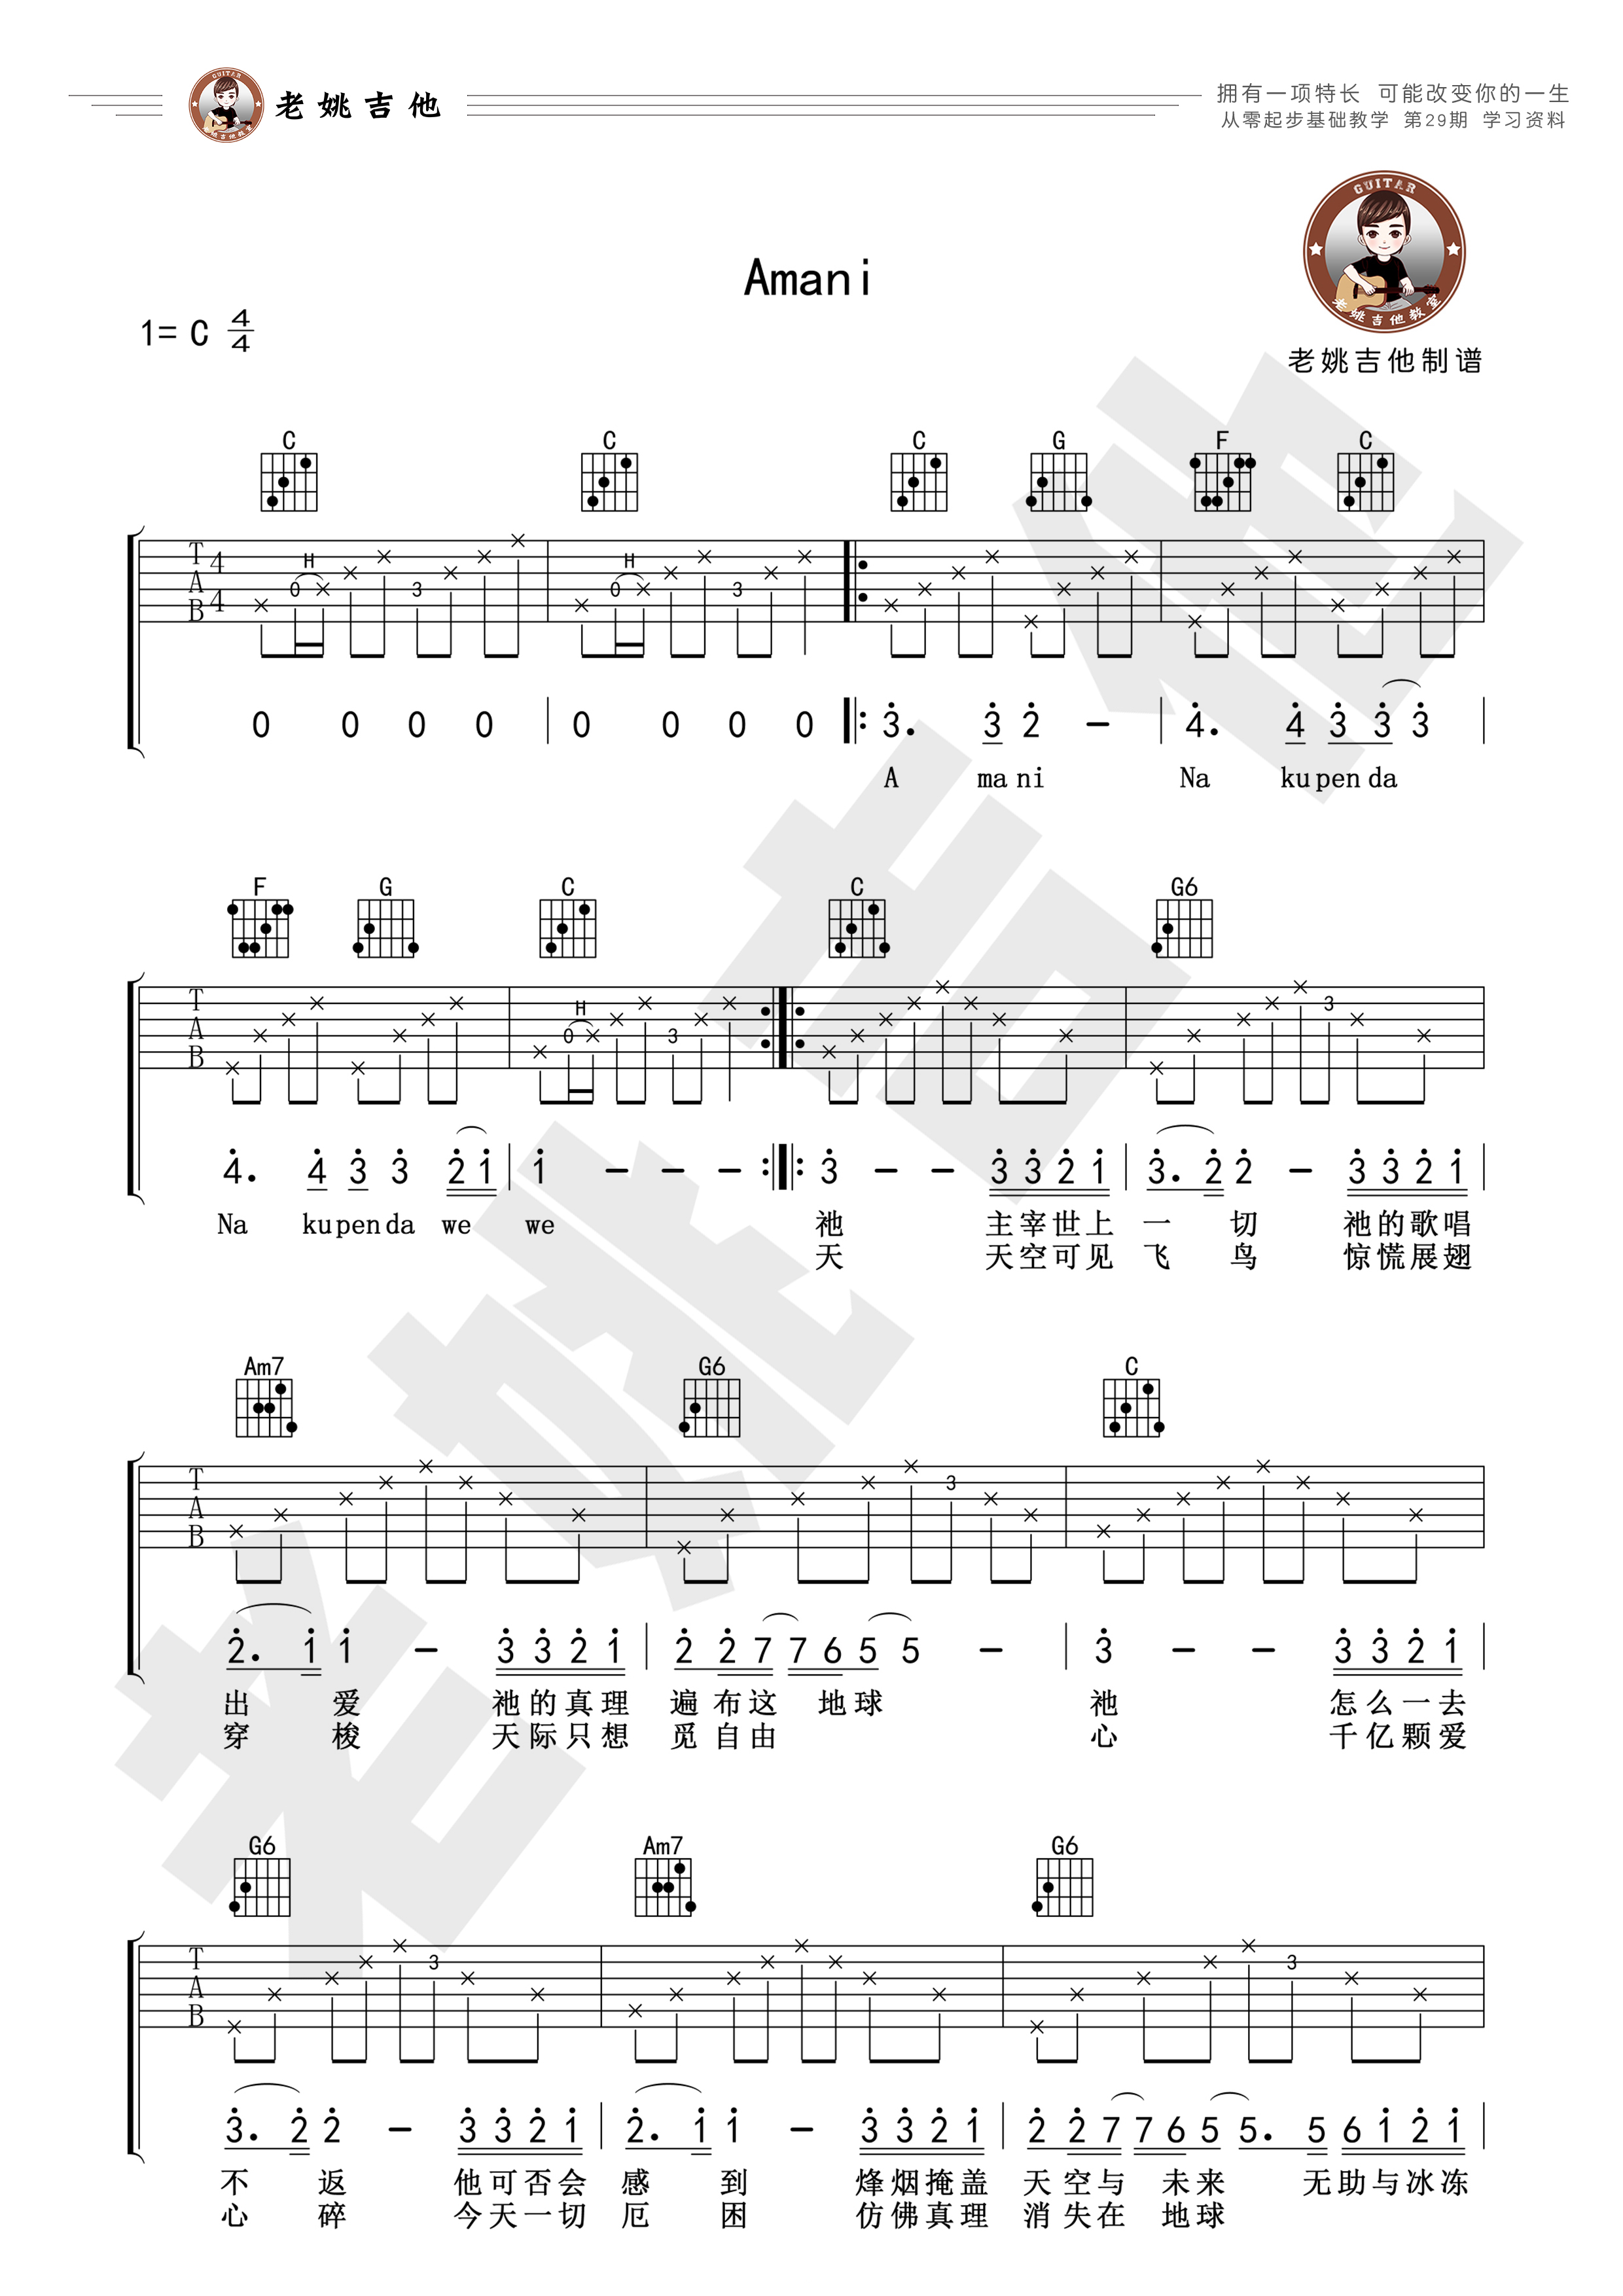 老姚吉他
拥有一项特长 可能改变你的一生
从零起步基础教学 第29期 学习资料
GUITAR
老姚吉他教室
Amani
1= C 4/4
老姚吉他制谱
C C C G F C
T A B 4 4 H 0 3 H 0 3
0 0 0 0 | 0 0 0 0 |: 3. 3 2 - | 4. 4 3 3 3 |
A ma ni Na ku pen da
F G C C G6
T A B H 0 3 3
4. 4 3 3 2 1 | 1 - - - :|: 3 - - 3 3 2 1 | 3. 2 2 - 3 3 2 1 |
Na ku pen da we we 祂 主宰世上 一 切 祂的歌唱
天 天空可见 飞 鸟 惊慌展翅
Am7 G6 C
T A B 3
2. 1 1 - 3 3 2 1 | 2 2 7 7 6 5 5 - | 3 - - 3 3 2 1 |
出 爱 祂的真理 遍布这 地球 祂 怎么一去
穿 梭 天际只想 觅自由 心 千亿颗爱
G6 Am7 G6
T A B 3 3
3. 2 2 - 3 3 2 1 | 2. 1 1 - 3 3 2 1 | 2 2 7 7 6 5 5. 5 6 1 2 1 |
不 返 他可否会 感 到 烽烟掩盖 天空与 未来 无助与冰冻
心 碎 今天一切 厄 困 仿佛真理 消失在 地球
老姚吉他